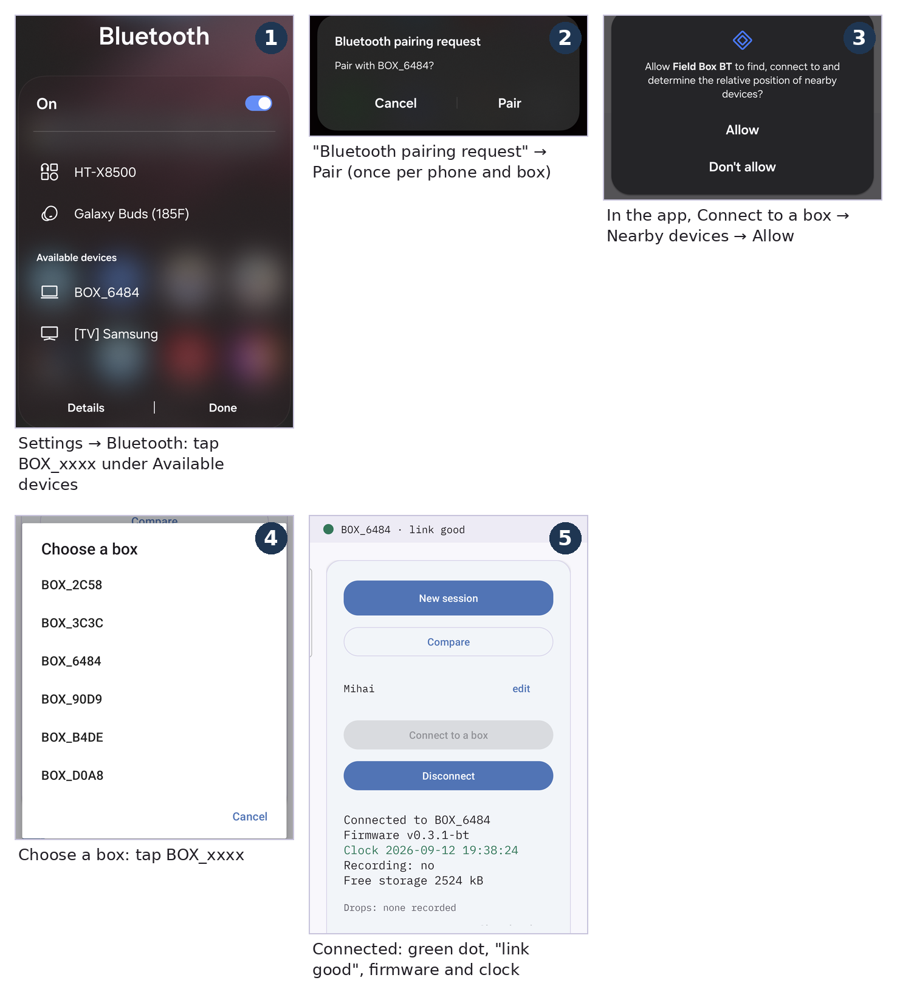 Bluetooth
1
On
HT-X8500
Galaxy Buds (185F)
Available devices
BOX_6484
[TV] Samsung
Details
Done
Settings → Bluetooth: tap
BOX_xxxx under Available
devices
2
Bluetooth pairing request
Pair with BOX_6484?
Cancel
Pair
"Bluetooth pairing request" →
Pair (once per phone and box)
3
Allow Field Box BT to find, connect to and
determine the relative position of nearby
devices?
Allow
Don't allow
In the app, Connect to a box →
Nearby devices → Allow
Compare
4
Choose a box
BOX_2C58
BOX_3C3C
BOX_6484
BOX_90D9
BOX_B4DE
BOX_D0A8
Cancel
Choose a box: tap BOX_xxxx
BOX_6484 · link good
5
New session
Compare
Mihai
edit
Connect to a box
Disconnect
Connected to BOX_6484
Firmware v0.3.1-bt
Clock 2026-09-12 19:38:24
Recording: no
Free storage 2524 kB
Drops: none recorded
Connected: green dot, "link
good", firmware and clock